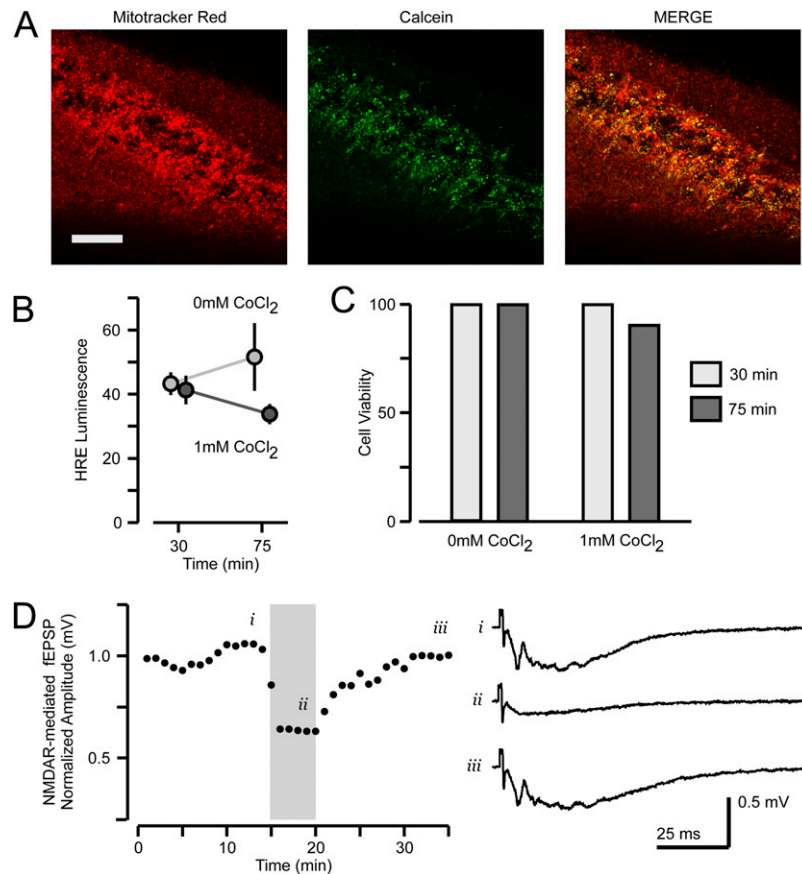 A
Mitotracker Red
Calcein
MERGE
B
0mM CoCl2
1mM CoCl2
HRE Luminescence
60
40
20
0
30
75
Time (min)
C
Cell Viability
100
50
0
0mM CoCl2
1mM CoCl2
30 min
75 min
D
NMDAR-mediated fEPSP
Normalized Amplitude (mV)
1.0
0.5
i
ii
iii
0
10
20
30
Time (min)
i
ii
iii
0.5 mV
25 ms